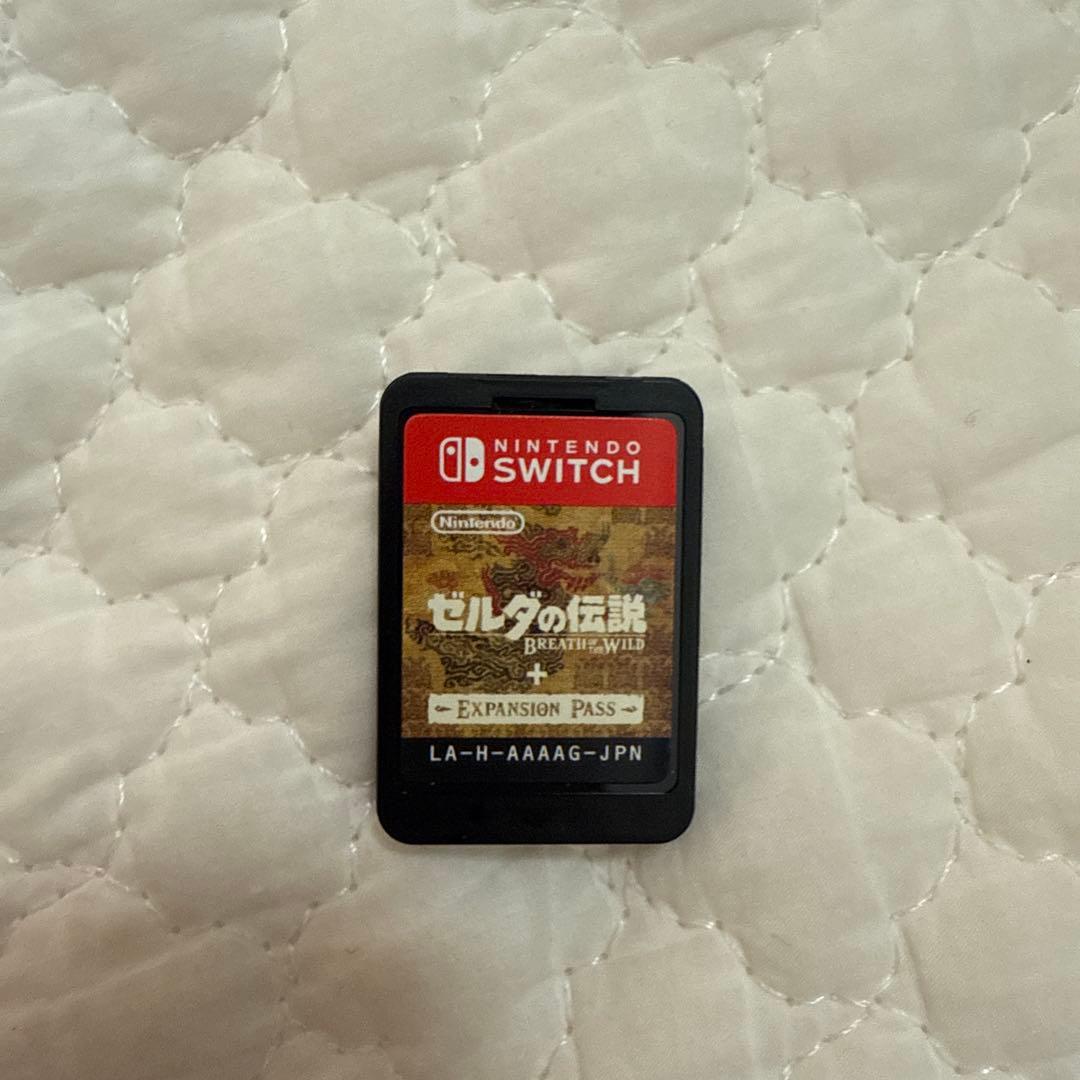 NINTENDO
SWITCH
Nintendo
ゼルダの伝説
BREATH OF THE WILD
+
EXPANSION PASS
LA-H-AAAAG-JPN